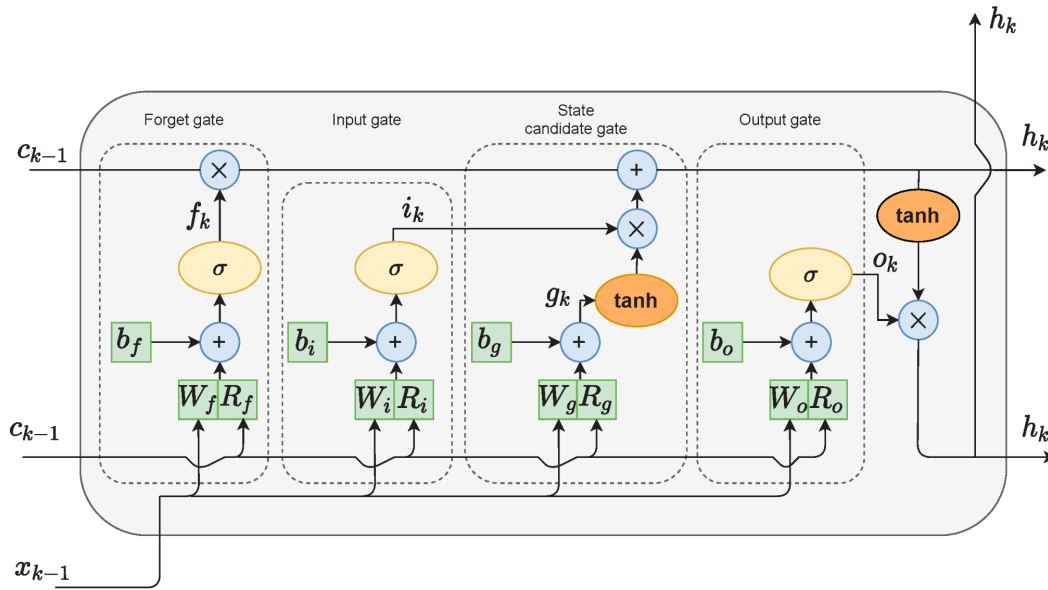 h_k
Forget gate
Input gate
State
candidate gate
Output gate
c_{k-1}
h_k
×
+
f_k
i_k
×
tanh
σ
σ
g_k
tanh
σ
o_k
×
b_f
+
b_i
+
b_g
+
b_o
+
W_f R_f
W_i R_i
W_g R_g
W_o R_o
c_{k-1}
h_k
x_{k-1}